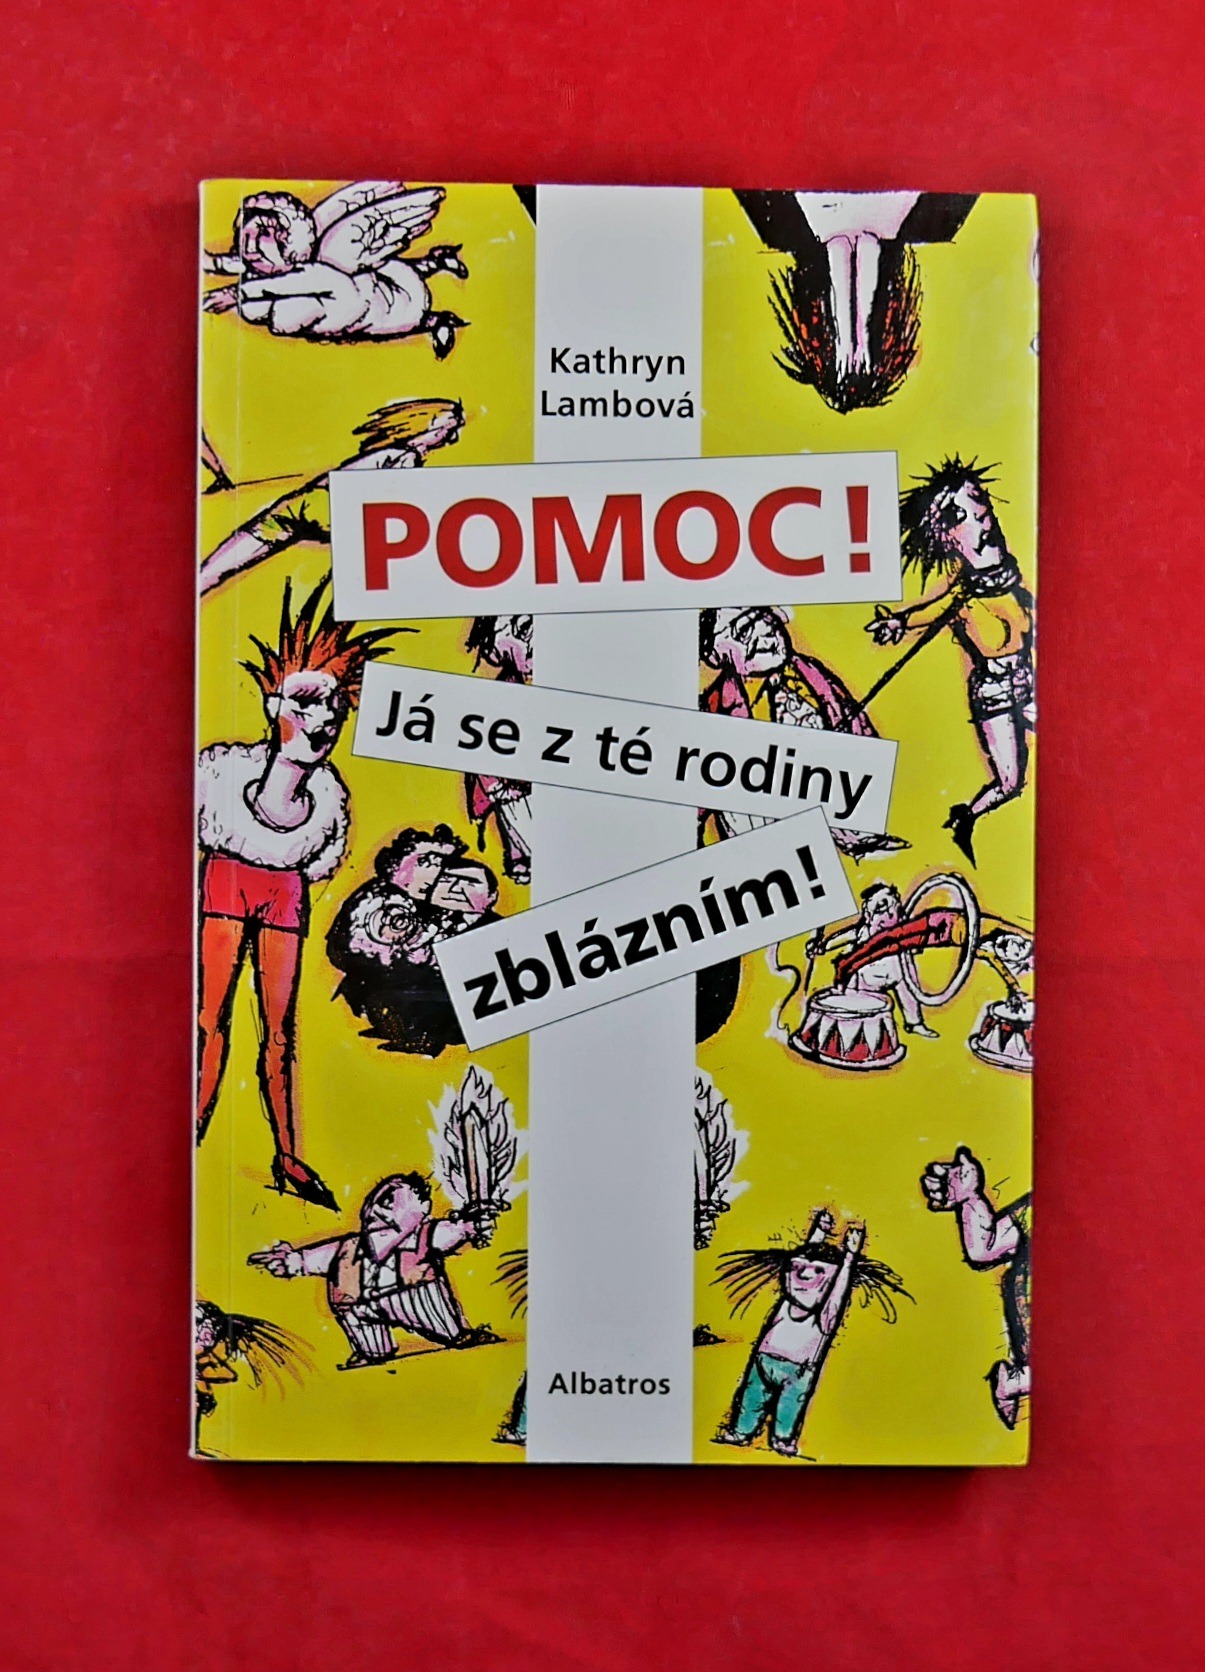 Kathryn
Lambová
POMOC!
Já se z té rodiny
zblázním!
Albatros